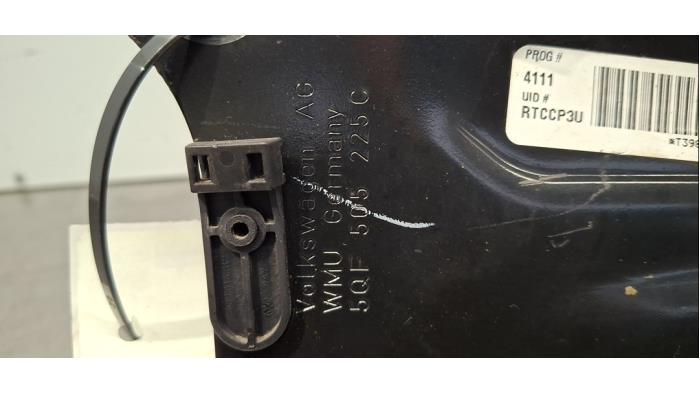 Volkswagen AG
WMU Germany
5QF 505 225 C
PROG #
4111
UID #
RTCCP3U